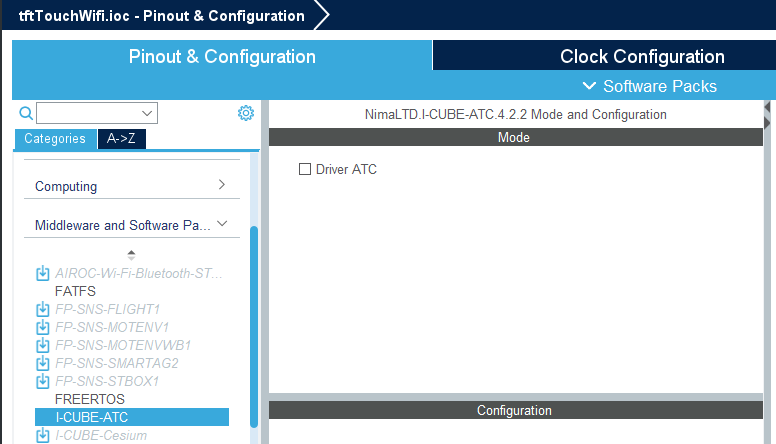 tftTouchWifi.ioc - Pinout & Configuration
Pinout & Configuration
Clock Configuration
Software Packs
Categories
A->Z
Computing
Middleware and Software Pa...
AIROC-Wi-Fi-Bluetooth-ST...
FATFS
FP-SNS-FLIGHT1
FP-SNS-MOTENV1
FP-SNS-MOTENVWB1
FP-SNS-SMARTAG2
FP-SNS-STBOX1
FREERTOS
I-CUBE-ATC
I-CUBE-Cesium
NimaLTD.I-CUBE-ATC.4.2.2 Mode and Configuration
Mode
Driver ATC
Configuration